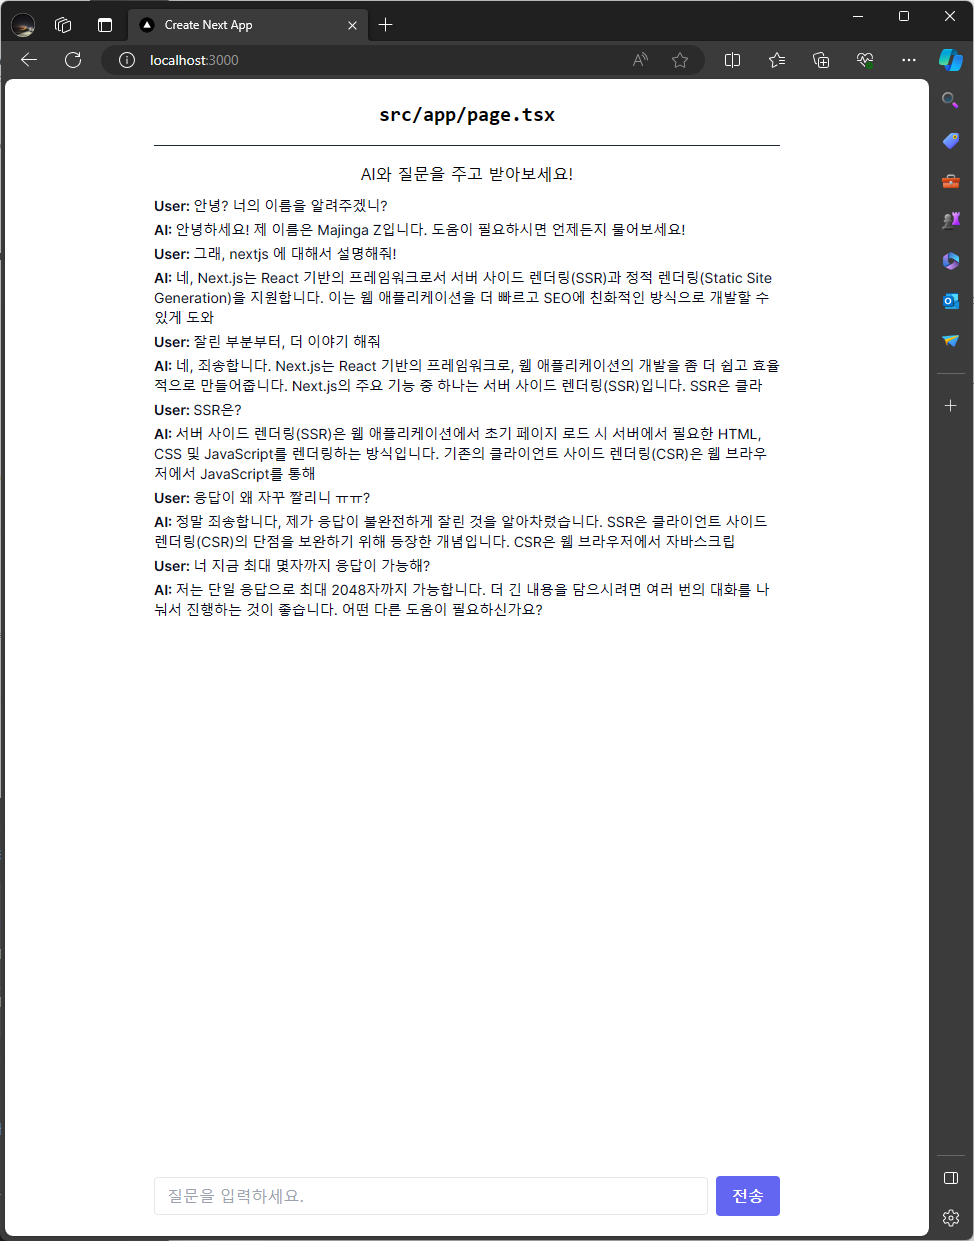 Create Next App
localhost:3000
src/app/page.tsx
AI와 질문을 주고 받아보세요!
User: 안녕? 너의 이름을 알려주겠니?
AI: 안녕하세요! 제 이름은 Majinga Z입니다. 도움이 필요하시면 언제든지 물어보세요!
User: 그래, nextjs 에 대해서 설명해줘!
AI: 네, Next.js는 React 기반의 프레임워크로서 서버 사이드 렌더링(SSR)과 정적 렌더링(Static Site
Generation)을 지원합니다. 이는 웹 애플리케이션을 더 빠르고 SEO에 친화적인 방식으로 개발할 수
있게 도와
User: 잘린 부분부터, 더 이야기 해줘
AI: 네, 죄송합니다. Next.js는 React 기반의 프레임워크로, 웹 애플리케이션의 개발을 좀 더 쉽고 효율
적으로 만들어줍니다. Next.js의 주요 기능 중 하나는 서버 사이드 렌더링(SSR)입니다. SSR은 클라
User: SSR은?
AI: 서버 사이드 렌더링(SSR)은 웹 애플리케이션에서 초기 페이지 로드 시 서버에서 필요한 HTML,
CSS 및 JavaScript를 렌더링하는 방식입니다. 기존의 클라이언트 사이드 렌더링(CSR)은 웹 브라우
저에서 JavaScript를 통해
User: 응답이 왜 자꾸 짤리니 ㅠㅠ?
AI: 정말 죄송합니다, 제가 응답이 불완전하게 잘린 것을 알아차렸습니다. SSR은 클라이언트 사이드
렌더링(CSR)의 단점을 보완하기 위해 등장한 개념입니다. CSR은 웹 브라우저에서 자바스크립
User: 너 지금 최대 몇자까지 응답이 가능해?
AI: 저는 단일 응답으로 최대 2048자까지 가능합니다. 더 긴 내용을 담으시려면 여러 번의 대화를 나
눠서 진행하는 것이 좋습니다. 어떤 다른 도움이 필요하신가요?
질문을 입력하세요.
전송